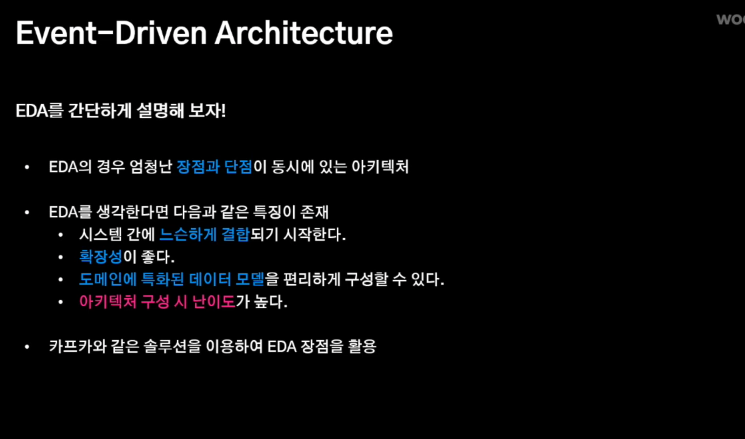 Event-Driven Architecture
EDA를 간단하게 설명해 보자!
• EDA의 경우 엄청난 장점과 단점이 동시에 있는 아키텍처
• EDA를 생각한다면 다음과 같은 특징이 존재
• 시스템 간에 느슨하게 결합되기 시작한다.
• 확장성이 좋다.
• 도메인에 특화된 데이터 모델을 편리하게 구성할 수 있다.
• 아키텍처 구성 시 난이도가 높다.
• 카프카와 같은 솔루션을 이용하여 EDA 장점을 활용